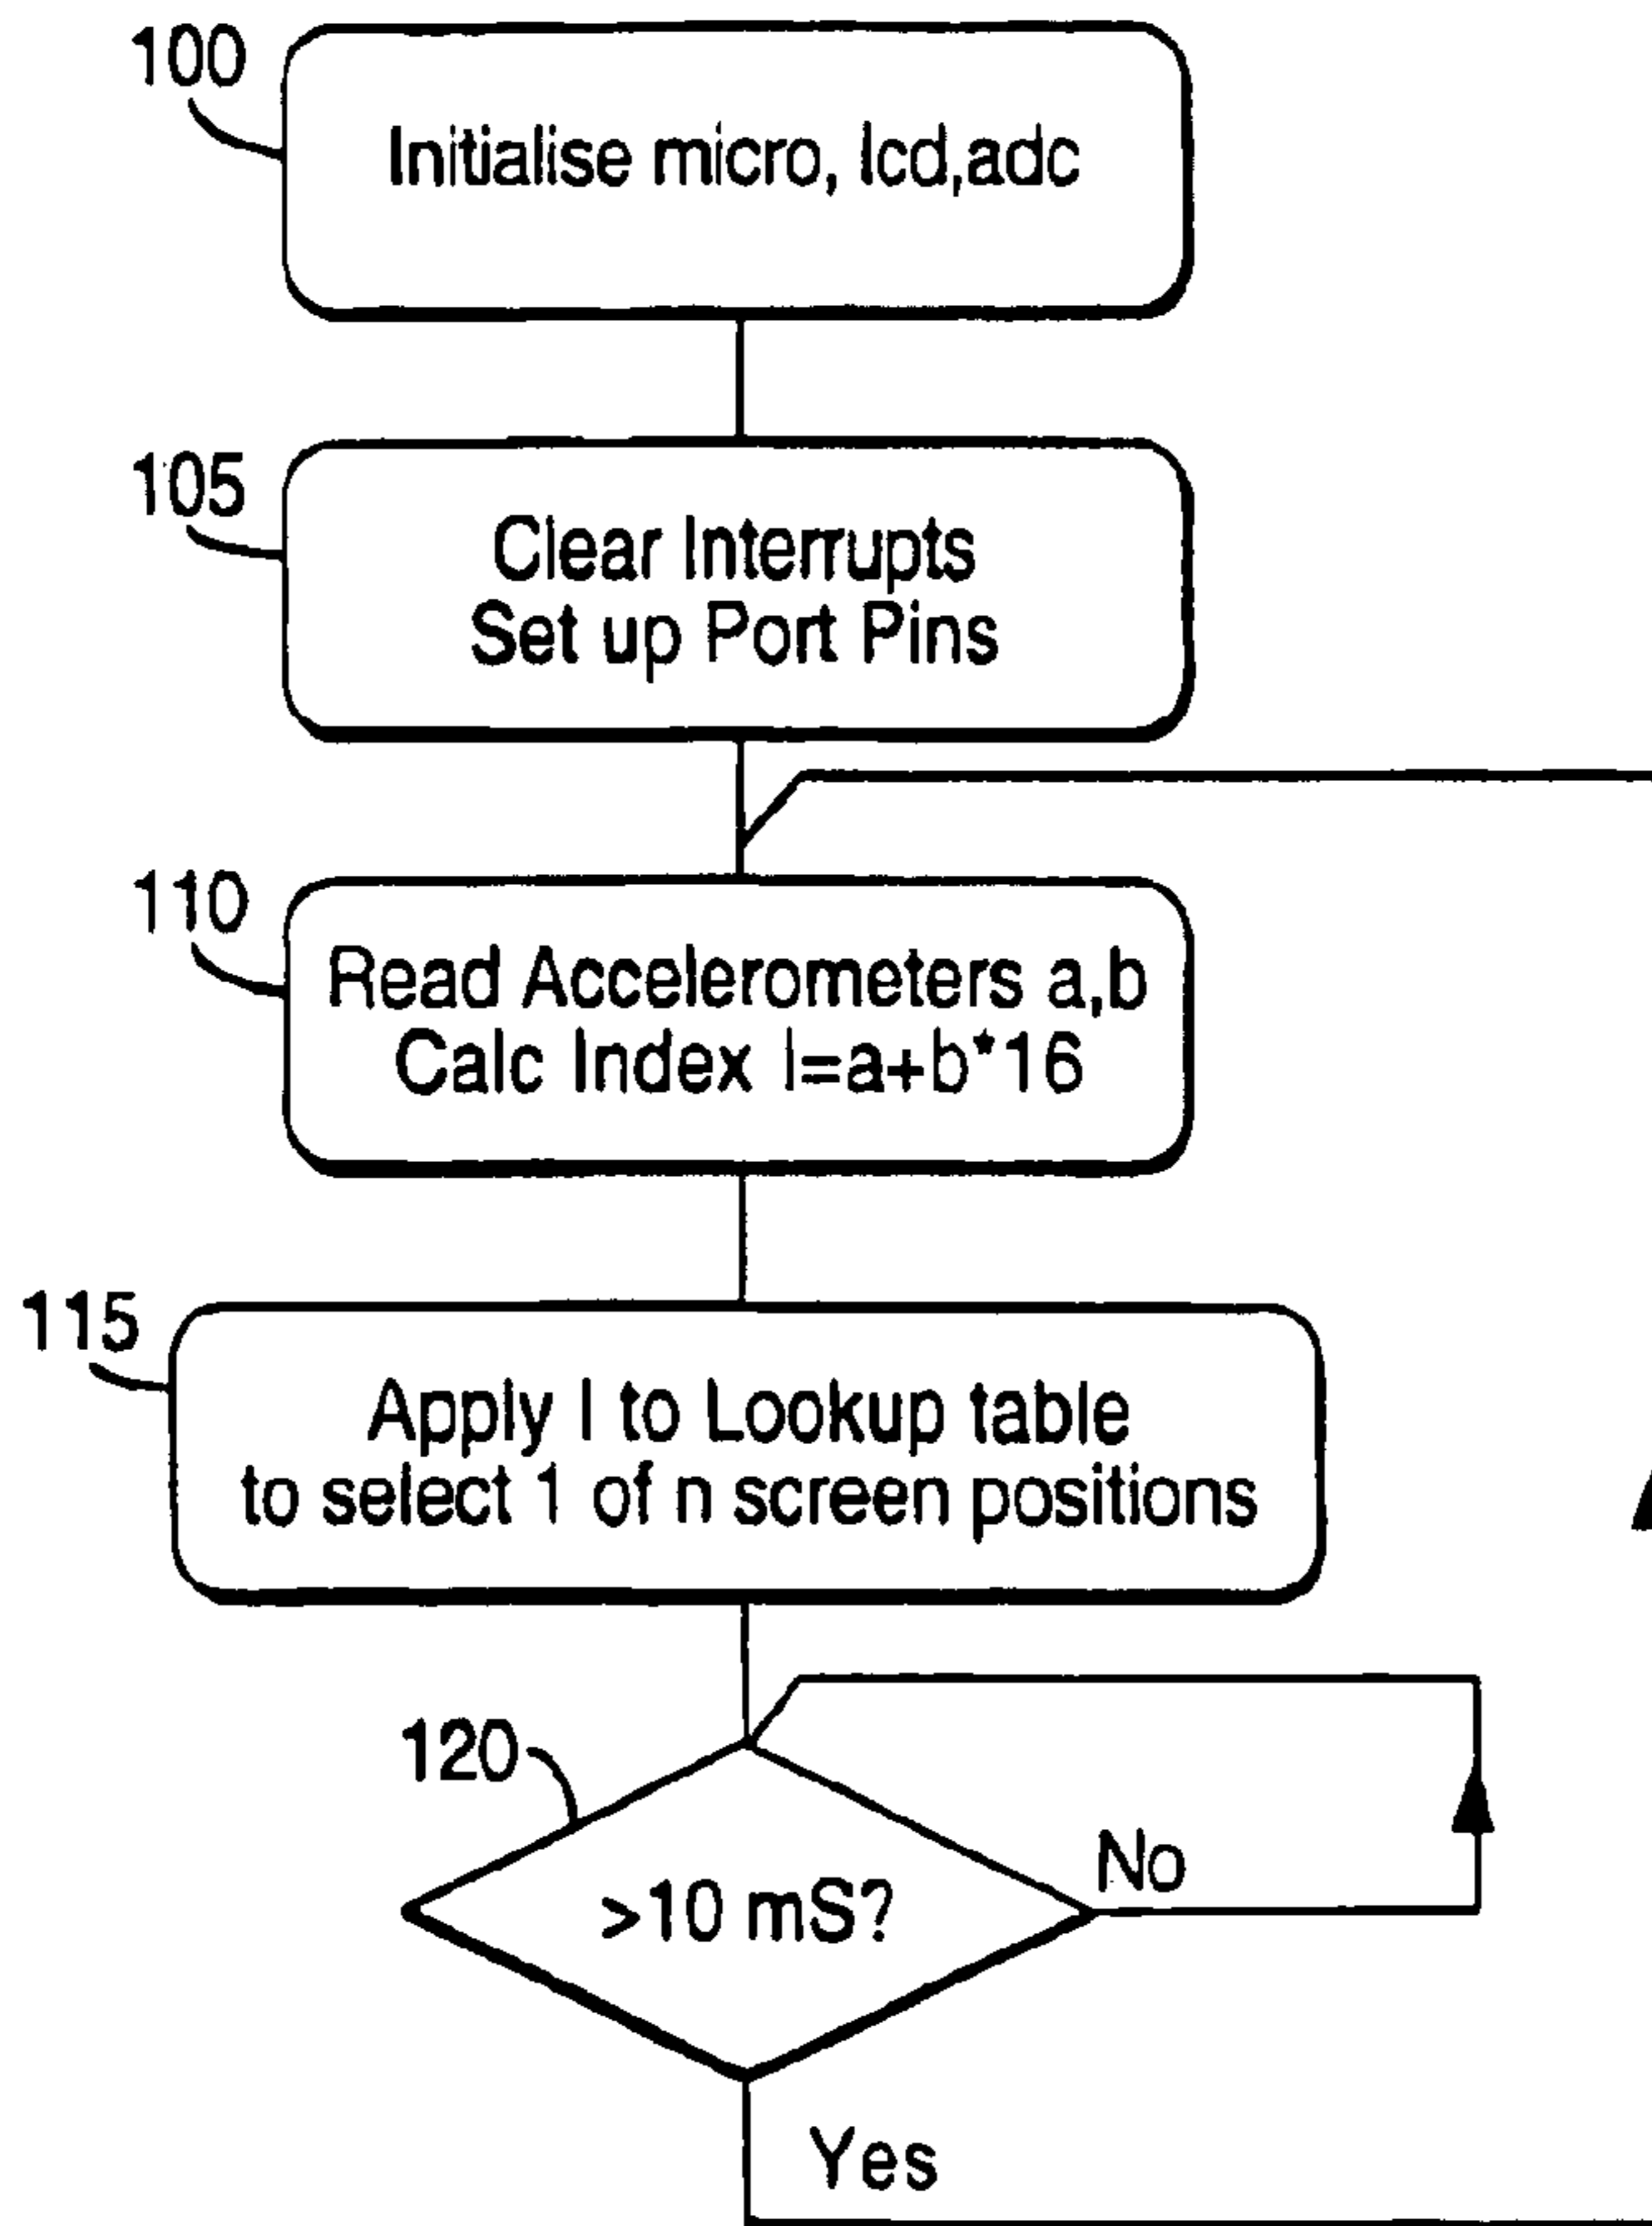 100
Initialise micro, lcd,adc
105
Clear Interrupts
Set up Port Pins
110
Read Accelerometers a,b
Calc Index I=a+b*16
115
Apply I to Lookup table
to select 1 of n screen positions
120
>10 mS?
No
Yes